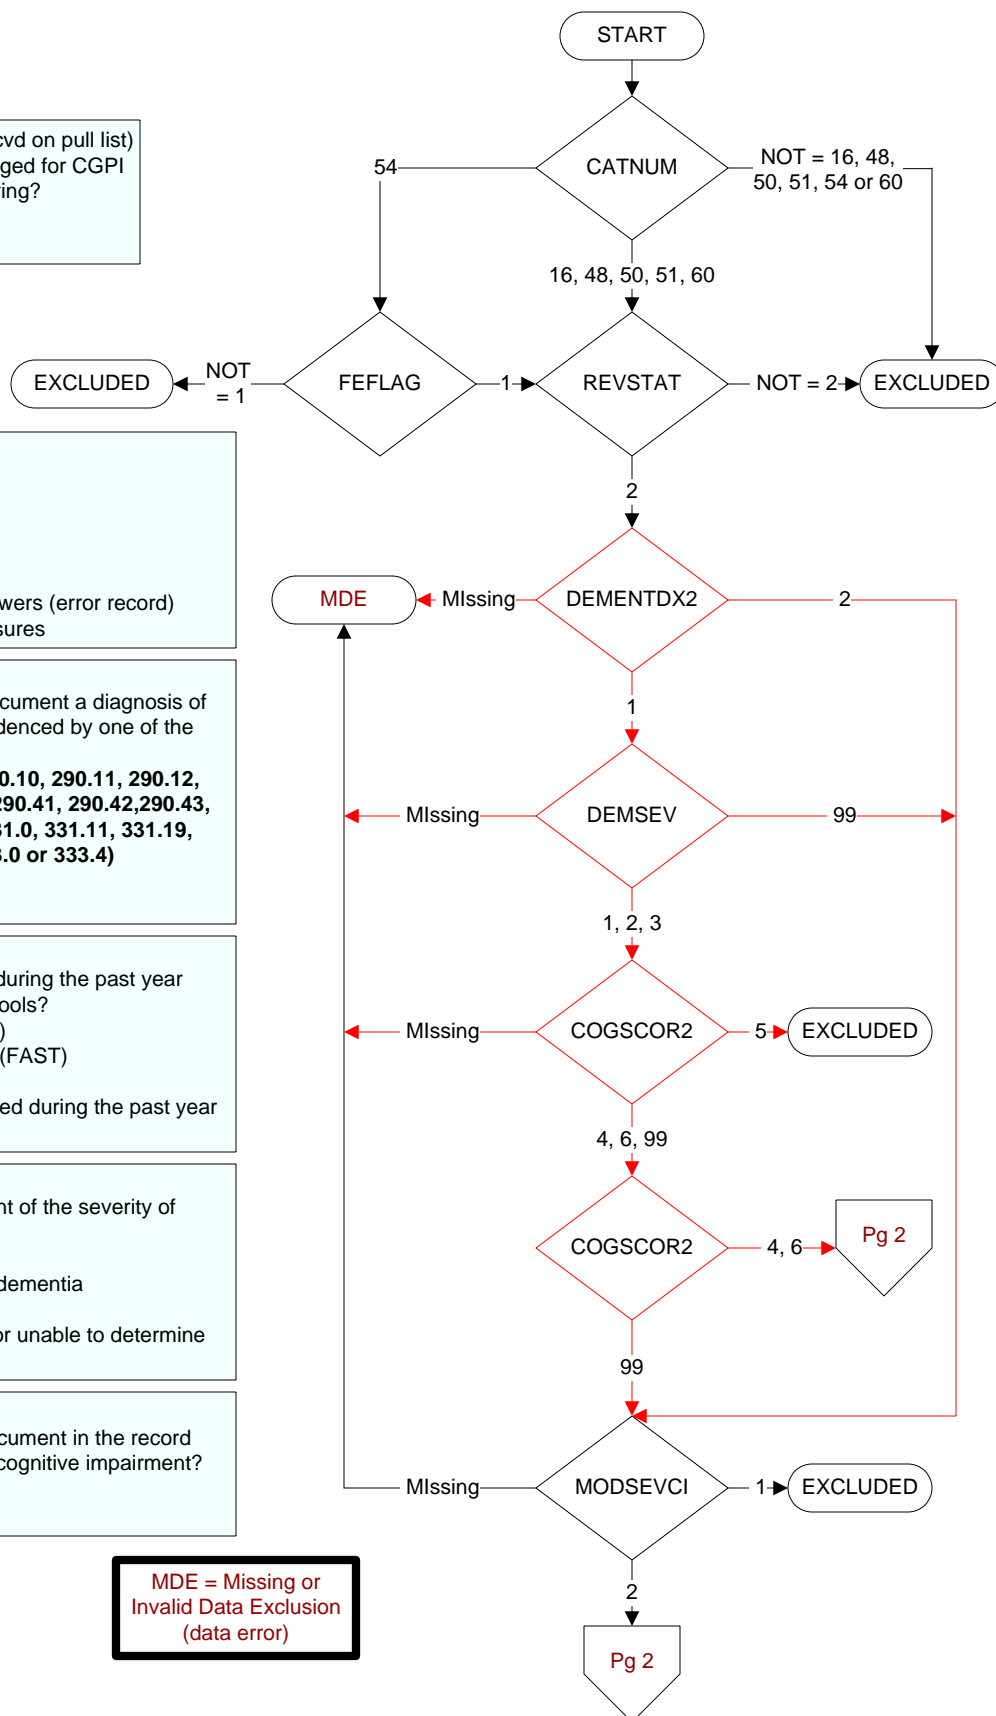 START
cvd on pull list)
ged for CGPI
ring?
54
CATNUM
NOT = 16, 48,
50, 51, 54 or 60
16, 48, 50, 51, 60
EXCLUDED
NOT
= 1
FEFLAG
1
REVSTAT
NOT = 2
EXCLUDED
2
wers (error record)
sures
MDE
MIssing
DEMENTDX2
2
1
cument a diagnosis of
denced by one of the
0.10, 290.11, 290.12,
290.41, 290.42,290.43,
31.0, 331.11, 331.19,
3.0 or 333.4)
MIssing
DEMSEV
99
1, 2, 3
during the past year
ools?
)
(FAST)
ed during the past year
MIssing
COGSCOR2
5
EXCLUDED
4, 6, 99
nt of the severity of
dementia
or unable to determine
COGSCOR2
4, 6
Pg 2
99
cument in the record
cognitive impairment?
MIssing
MODSEVCI
1
EXCLUDED
2
MDE = Missing or
Invalid Data Exclusion
(data error)
Pg 2